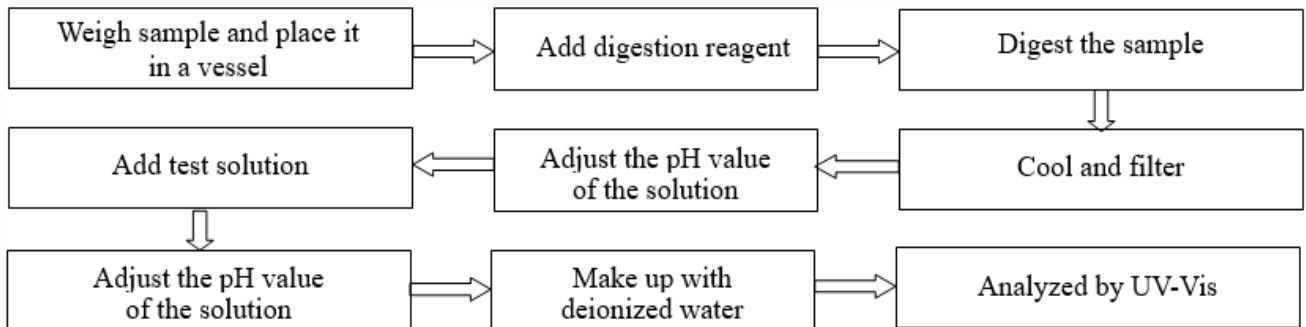 Weigh sample and place it
in a vessel
Add digestion reagent
Digest the sample
Cool and filter
Adjust the pH value
of the solution
Add test solution
Adjust the pH value
of the solution
Make up with
deionized water
Analyzed by UV-Vis